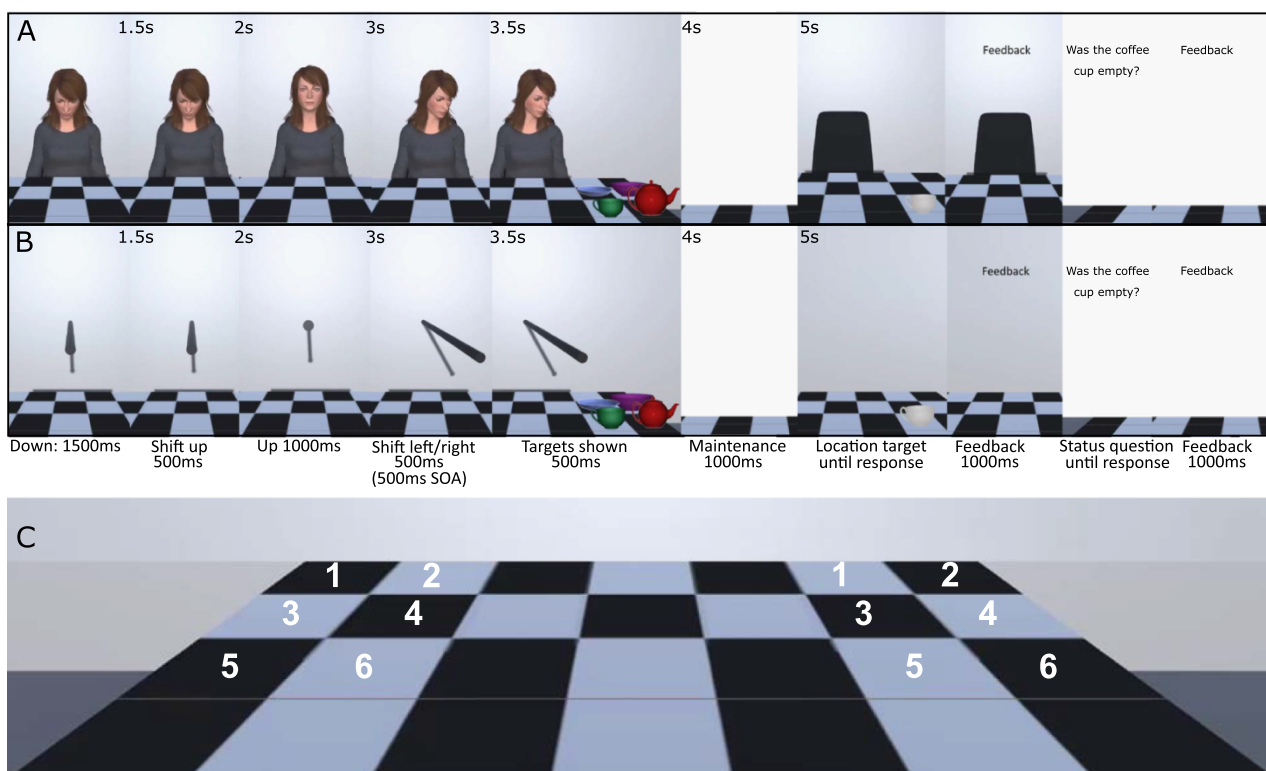 A
1.5s
2s
3s
3.5s
4s
5s
Feedback
Was the coffee
cup empty?
Feedback
B
1.5s
2s
3s
3.5s
4s
5s
Feedback
Was the coffee
cup empty?
Feedback
Down: 1500ms
Shift up
500ms
Up 1000ms
Shift left/right
500ms
(500ms SOA)
Targets shown
500ms
Maintenance
1000ms
Location target
until response
Feedback
1000ms
Status question
until response
Feedback
1000ms
C
1 2 1 2
3 4 3 4
5 6 5 6